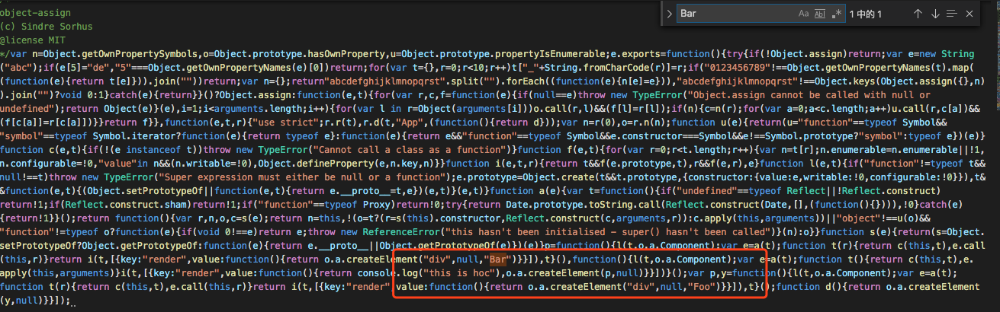 Bar
Aa
Ab
.*
1 中的 1
object-assign
(c) Sindre Sorhus
@license MIT
*/var n=Object.getOwnPropertySymbols,o=Object.prototype.hasOwnProperty,u=Object.prototype.propertyIsEnumerable;e.exports=function(){try{if(!Object.assign)return;var e=new String
("abc");if(e[5]="de","5"===Object.getOwnPropertyNames(e)[0])return;for(var t={},r=0;r<10;r++)t["_"+String.fromCharCode(r)]=r;if("0123456789"!==Object.getOwnPropertyNames(t).map(
(function(e){return t[e]})).join(""))return;var n={};return"abcdefghijklmnopqrst".split("").forEach((function(e){n[e]=e})),"abcdefghijklmnopqrst"!==Object.keys(Object.assign({},n)
).join("")?void 0:1}catch(e){return}}()?Object.assign:function(e,t){for(var r,c,f=function(e){if(null==e)throw new TypeError("Object.assign cannot be called with null or
undefined");return Object(e)}(e),i=1;i<arguments.length;i++){for(var l in r=Object(arguments[i]))o.call(r,l)&&(f[l]=r[l]);if(n){c=n(r);for(var a=0;a<c.length;a++)u.call(r,c[a])&&
(f[c[a]]=r[c[a]])}}return f}},function(e,t,r){"use strict";r.r(t),r.d(t,"App",(function(){return d}));var n=r(0),o=r.n(n);function u(e){return(u="function"==typeof Symbol&&
"symbol"==typeof Symbol.iterator?function(e){return typeof e}:function(e){return e&&"function"==typeof Symbol&&e.constructor===Symbol&&e!==Symbol.prototype?"symbol":typeof e})(e)}
function c(e,t){if(!(e instanceof t))throw new TypeError("Cannot call a class as a function")}function f(e,t){for(var r=0;r<t.length;r++){var n=t[r];n.enumerable=n.enumerable||!1,
n.configurable=!0,"value"in n&&(n.writable=!0),Object.defineProperty(e,n.key,n)}}function i(e,t,r){return t&&f(e.prototype,t),r&&f(e,r),e}function l(e,t){if("function"!=typeof t&&
null!==t)throw new TypeError("Super expression must either be null or a function");e.prototype=Object.create(t&&t.prototype,{constructor:{value:e,writable:!0,configurable:!0}}),t&
&function(e,t){(Object.setPrototypeOf||function(e,t){return e.__proto__=t,e})(e,t)}(e,t)}function a(e){var t=function(){if("undefined"==typeof Reflect||!Reflect.construct)
return!1;if(Reflect.construct.sham)return!1;if("function"==typeof Proxy)return!0;try{return Date.prototype.toString.call(Reflect.construct(Date,[],(function(){}))),!0}catch(e)
{return!1}}();return function(){var r,n,o,c=s(e);return n=this,!(o=t?(r=s(this).constructor,Reflect.construct(c,arguments,r)):c.apply(this,arguments))||"object"!==u(o)&&
"function"!=typeof o?function(e){if(void 0!==e)return e;throw new ReferenceError("this hasn't been initialised - super() hasn't been called")}(n):o}}function s(e){return(s=Object.
setPrototypeOf?Object.getPrototypeOf:function(e){return e.__proto__||Object.getPrototypeOf(e)})(e)}p=function(){l(t,o.a.Component);var e=a(t);function t(r){return c(this,t),e.call
(this,r)}return i(t,[{key:"render",value:function(){return o.a.createElement("div",null,"Bar")}}]),t}(),function(){l(t,o.a.Component);var e=a(t);function t(){return c(this,t),e.
apply(this,arguments)}i(t,[{key:"render",value:function(){return console.log("this is hoc"),o.a.createElement(p,null)}}])}();var p,y=function(){l(t,o.a.Component);var e=a(t);
function t(r){return c(this,t),e.call(this,r)}return i(t,[{key:"render",value:function(){return o.a.createElement("div",null,"Foo")}}]),t}();function d(){return o.a.createElement
(y,null)}}]);